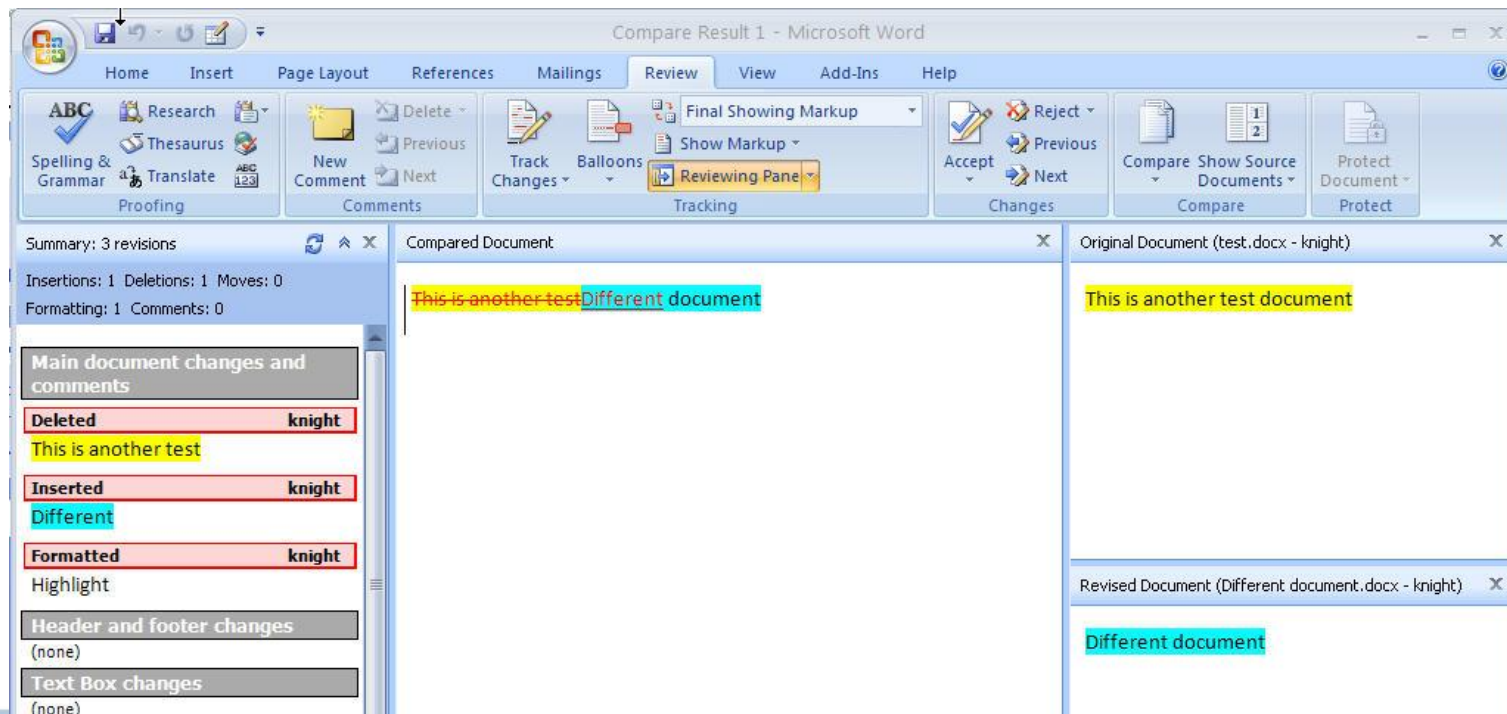 Compare Result 1 - Microsoft Word
Home Insert Page Layout References Mailings Review View Add-Ins Help
ABC
Spelling & Grammar
Research
Thesaurus
Translate
ABC
123
Proofing
New Comment
Delete
Previous
Next
Comments
Track Changes
Balloons
Final Showing Markup
Show Markup
Reviewing Pane
Tracking
Accept
Reject
Previous
Next
Changes
Compare
1
2
Show Source Documents
Compare
Protect Document
Protect
Summary: 3 revisions
Insertions: 1 Deletions: 1 Moves: 0
Formatting: 1 Comments: 0
Main document changes and
comments
Deleted knight
This is another test
Inserted knight
Different
Formatted knight
Highlight
Header and footer changes
(none)
Text Box changes
(none)
Compared Document
This is another testDifferent document
Original Document (test.docx - knight)
This is another test document
Revised Document (Different document.docx - knight)
Different document